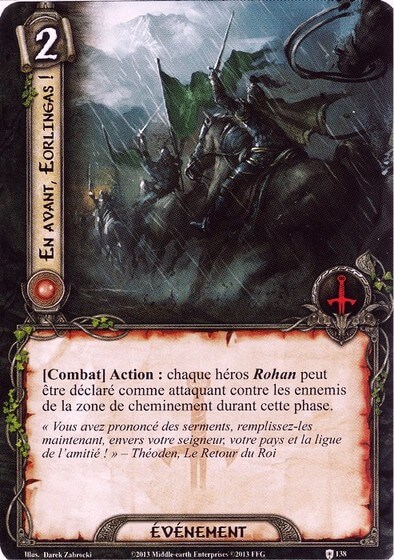 2
En avant, Eorlingas !
[Combat] Action : chaque héros Rohan peut
être déclaré comme attaquant contre les ennemis
de la zone de cheminement durant cette phase.
« Vous avez prononcé des serments, remplissez-les
maintenant, envers votre seigneur, votre pays et la ligue
de l'amitié ! » – Théoden, Le Retour du Roi
ÉVÉNEMENT
Illus. Darek Zabrocki
©2013 Middle-earth Enterprises ©2013 FFG
138